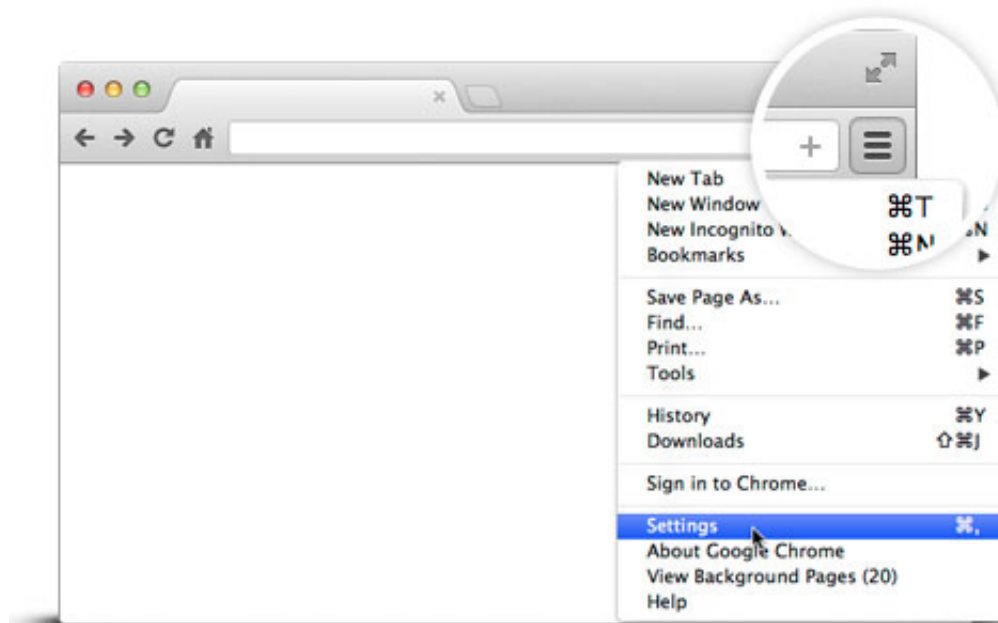 New Tab
⌘T
New Window
⌘N
New Incognito
⌘N
Bookmarks
Save Page As...
⌘S
Find...
⌘F
Print...
⌘P
Tools
History
⌘Y
Downloads
⇧⌘J
Sign in to Chrome...
Settings
⌘,
About Google Chrome
View Background Pages (20)
Help